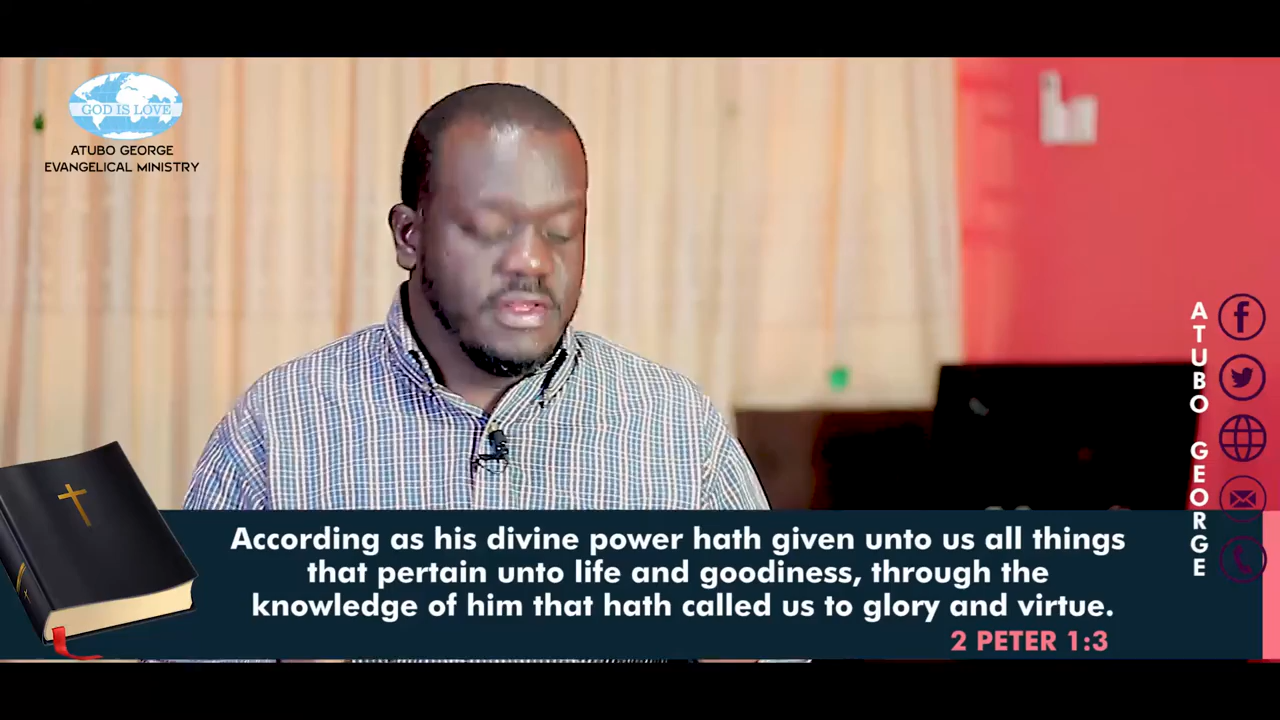 GOD IS LOVE
ATUBO GEORGE
EVANGELICAL MINISTRY
ATUBO GEORGE
According as his divine power hath given unto us all things
that pertain unto life and goodiness, through the
knowledge of him that hath called us to glory and virtue.
2 PETER 1:3